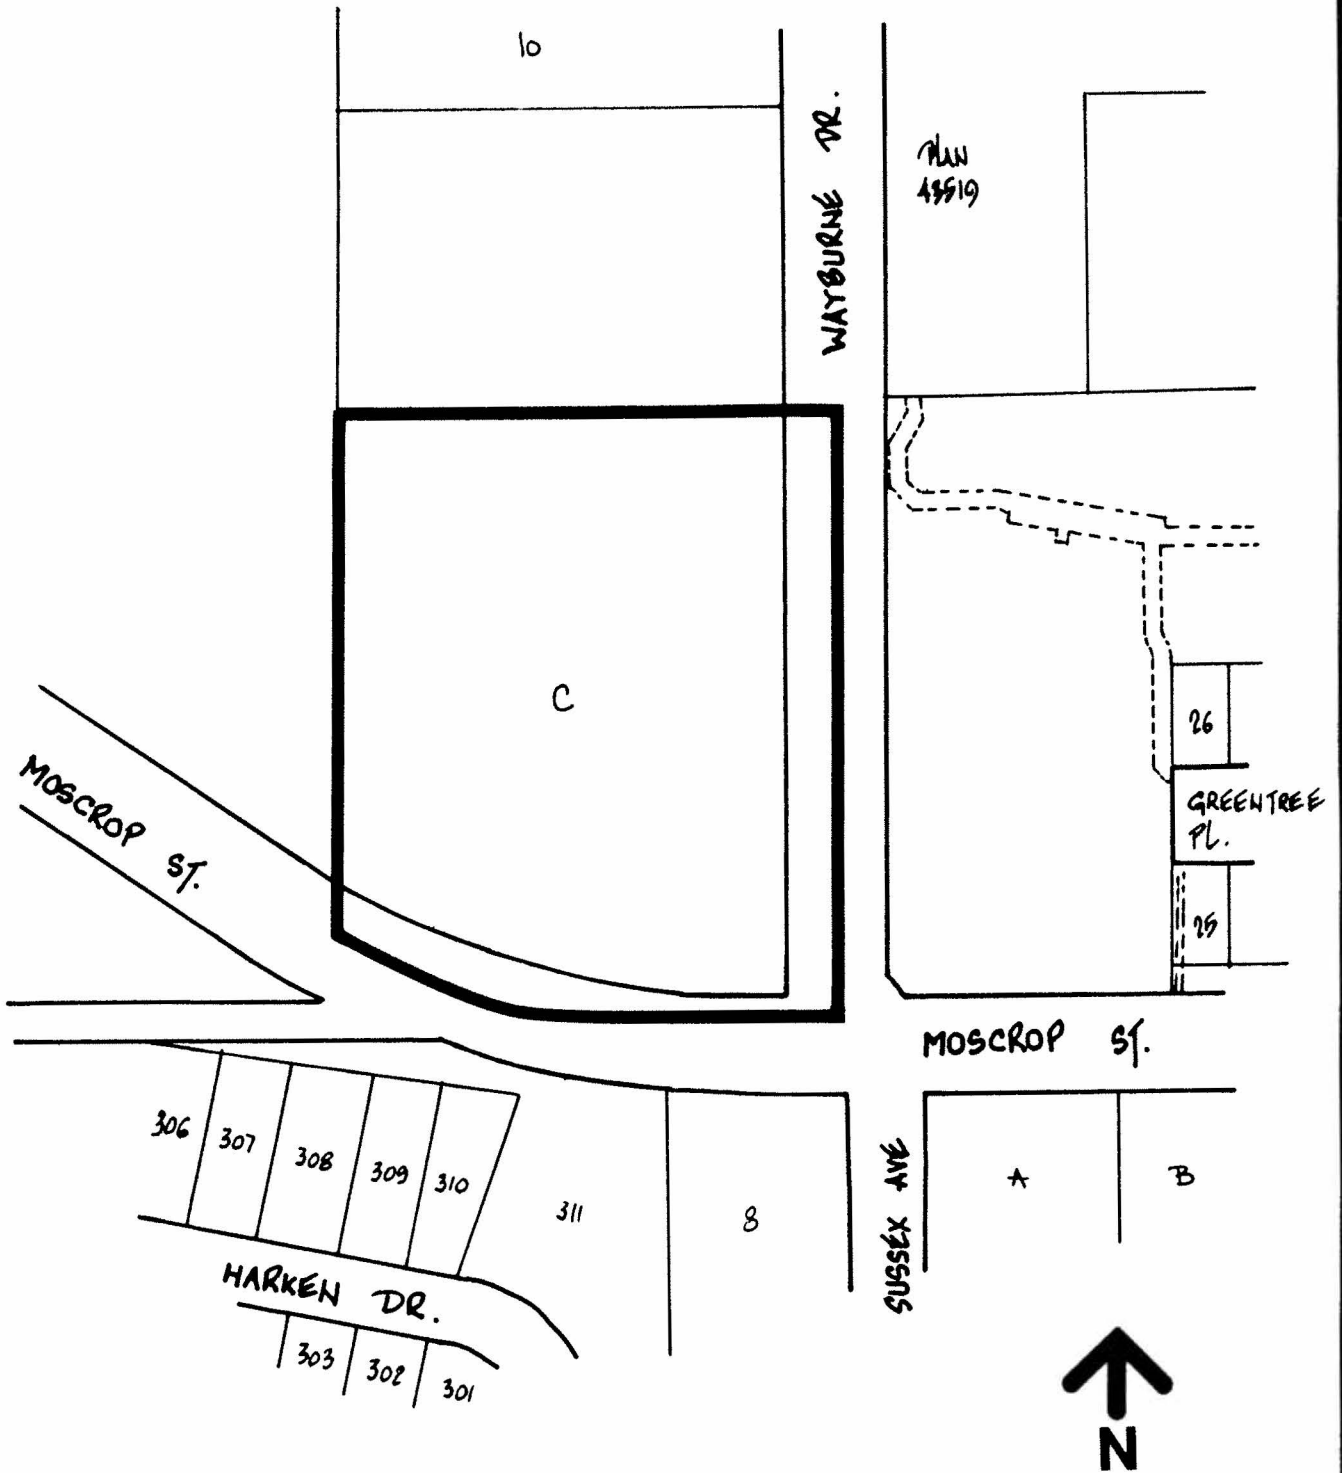 10
WAYBURNE DR.
PLAN
43519
C
MOSCROP ST.
26
GREENTREE
PL.
25
MOSCROP ST.
306
307
308
309
310
311
8
SUSSEX AVE
A
B
HARKEN DR.
303
302
301
N